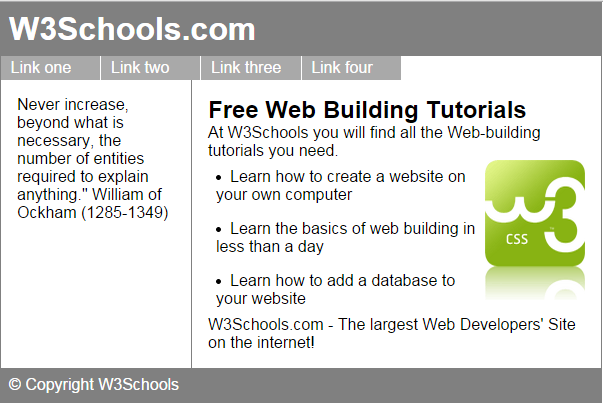 W3Schools.com
Link one
Link two
Link three
Link four
Never increase,
beyond what is
necessary, the
number of entities
required to explain
anything." William of
Ockham (1285-1349)
Free Web Building Tutorials
At W3Schools you will find all the Web-building
tutorials you need.
• Learn how to create a website on
your own computer
• Learn the basics of web building in
less than a day
• Learn how to add a database to
your website
w3
CSS
W3Schools.com - The largest Web Developers' Site
on the internet!
© Copyright W3Schools